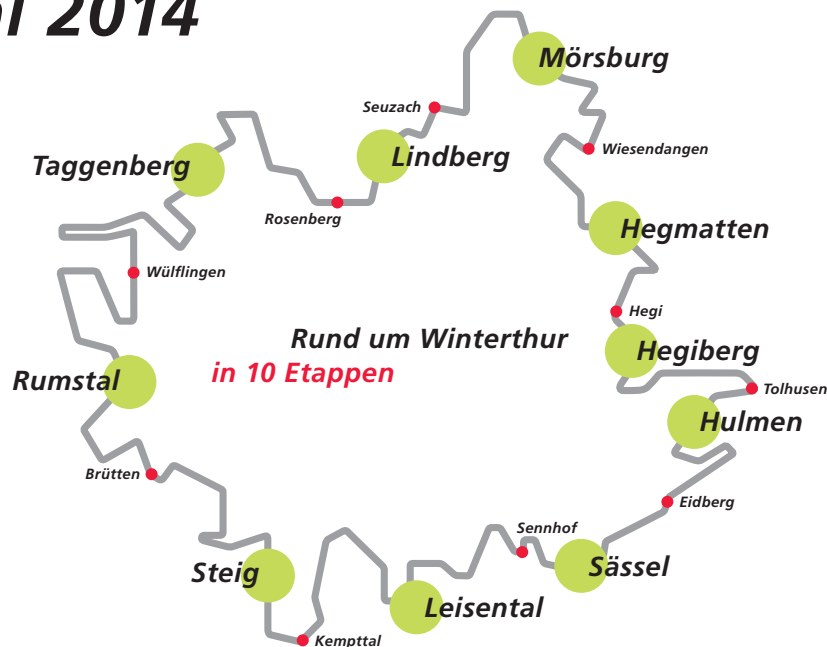 2014
Mörsburg
Seuzach
Wiesendangen
Lindberg
Taggenberg
Rosenberg
Hegmatten
Wülflingen
Hegi
Rund um Winterthur
in 10 Etappen
Hegiberg
Rumstal
Tolhusen
Hulmen
Brütten
Eidberg
Sennhof
Sässel
Steig
Leisental
Kempttal